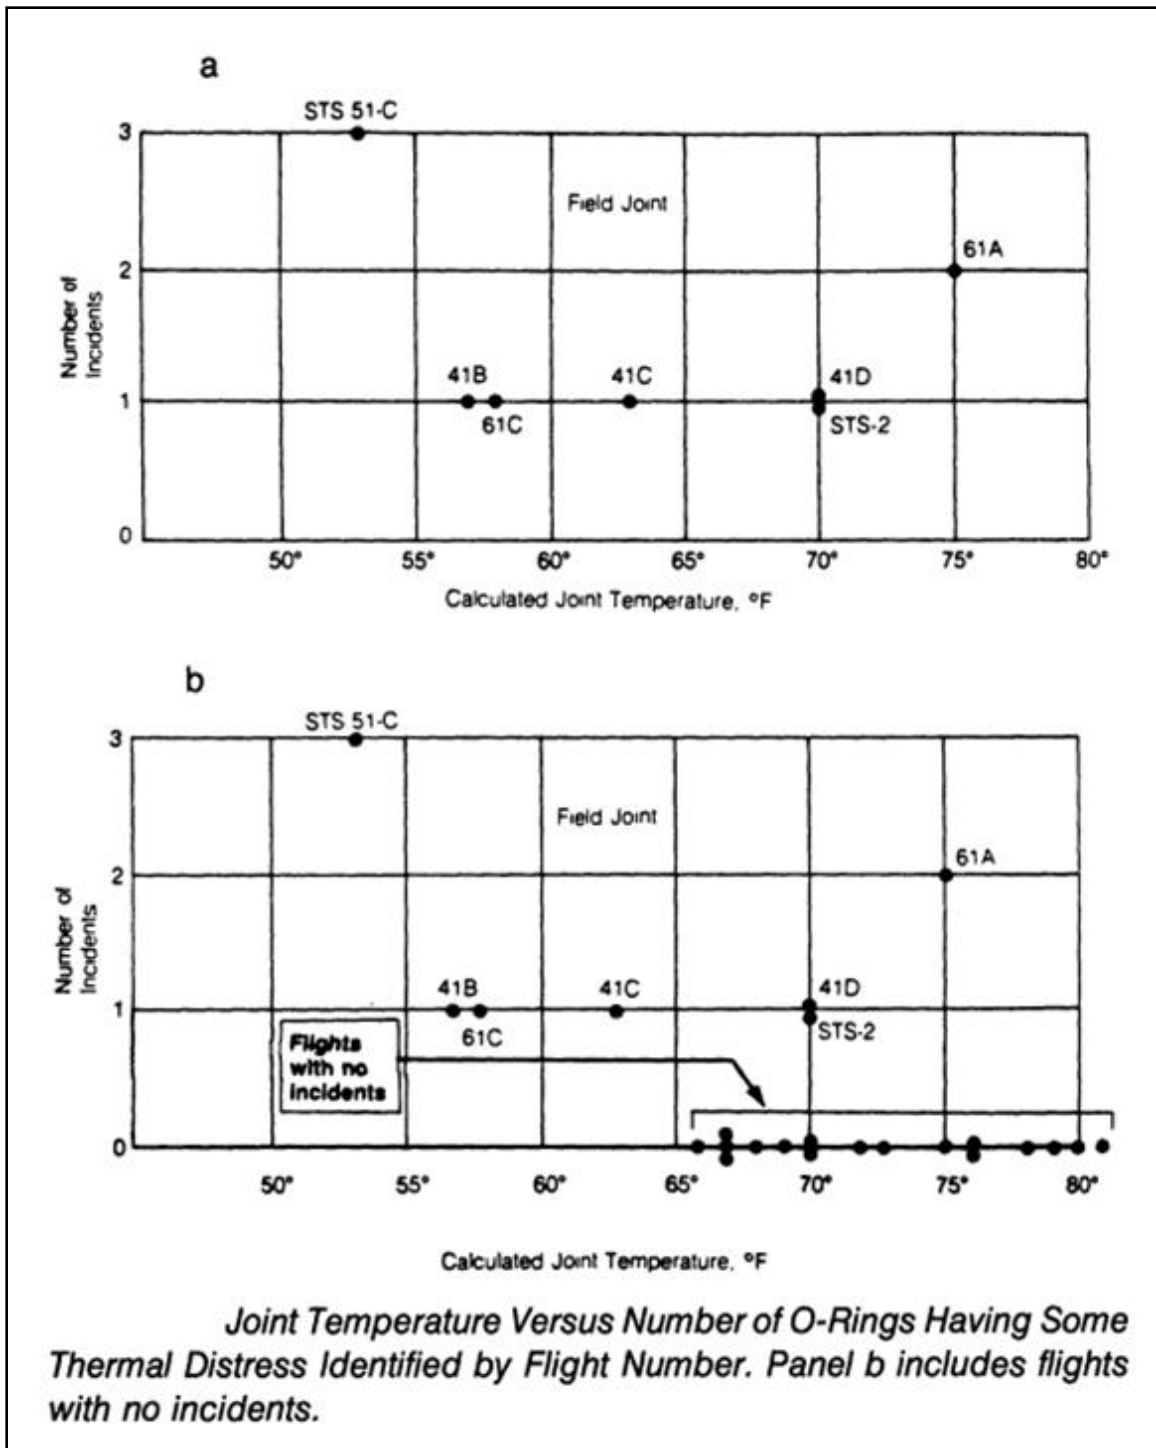 a
STS 51-C
3
Field Joint
61A
2
Number of
Incidents
41B
41C
41D
1
61C
STS-2
0
50° 55° 60° 65° 70° 75° 80°
Calculated Joint Temperature, °F
b
STS 51-C
3
Field Joint
61A
2
Number of
Incidents
41B
41C
41D
1
61C
STS-2
Flights
with no
incidents
0
50° 55° 60° 65° 70° 75° 80°
Calculated Joint Temperature, °F
Joint Temperature Versus Number of O-Rings Having Some
Thermal Distress Identified by Flight Number. Panel b includes flights
with no incidents.